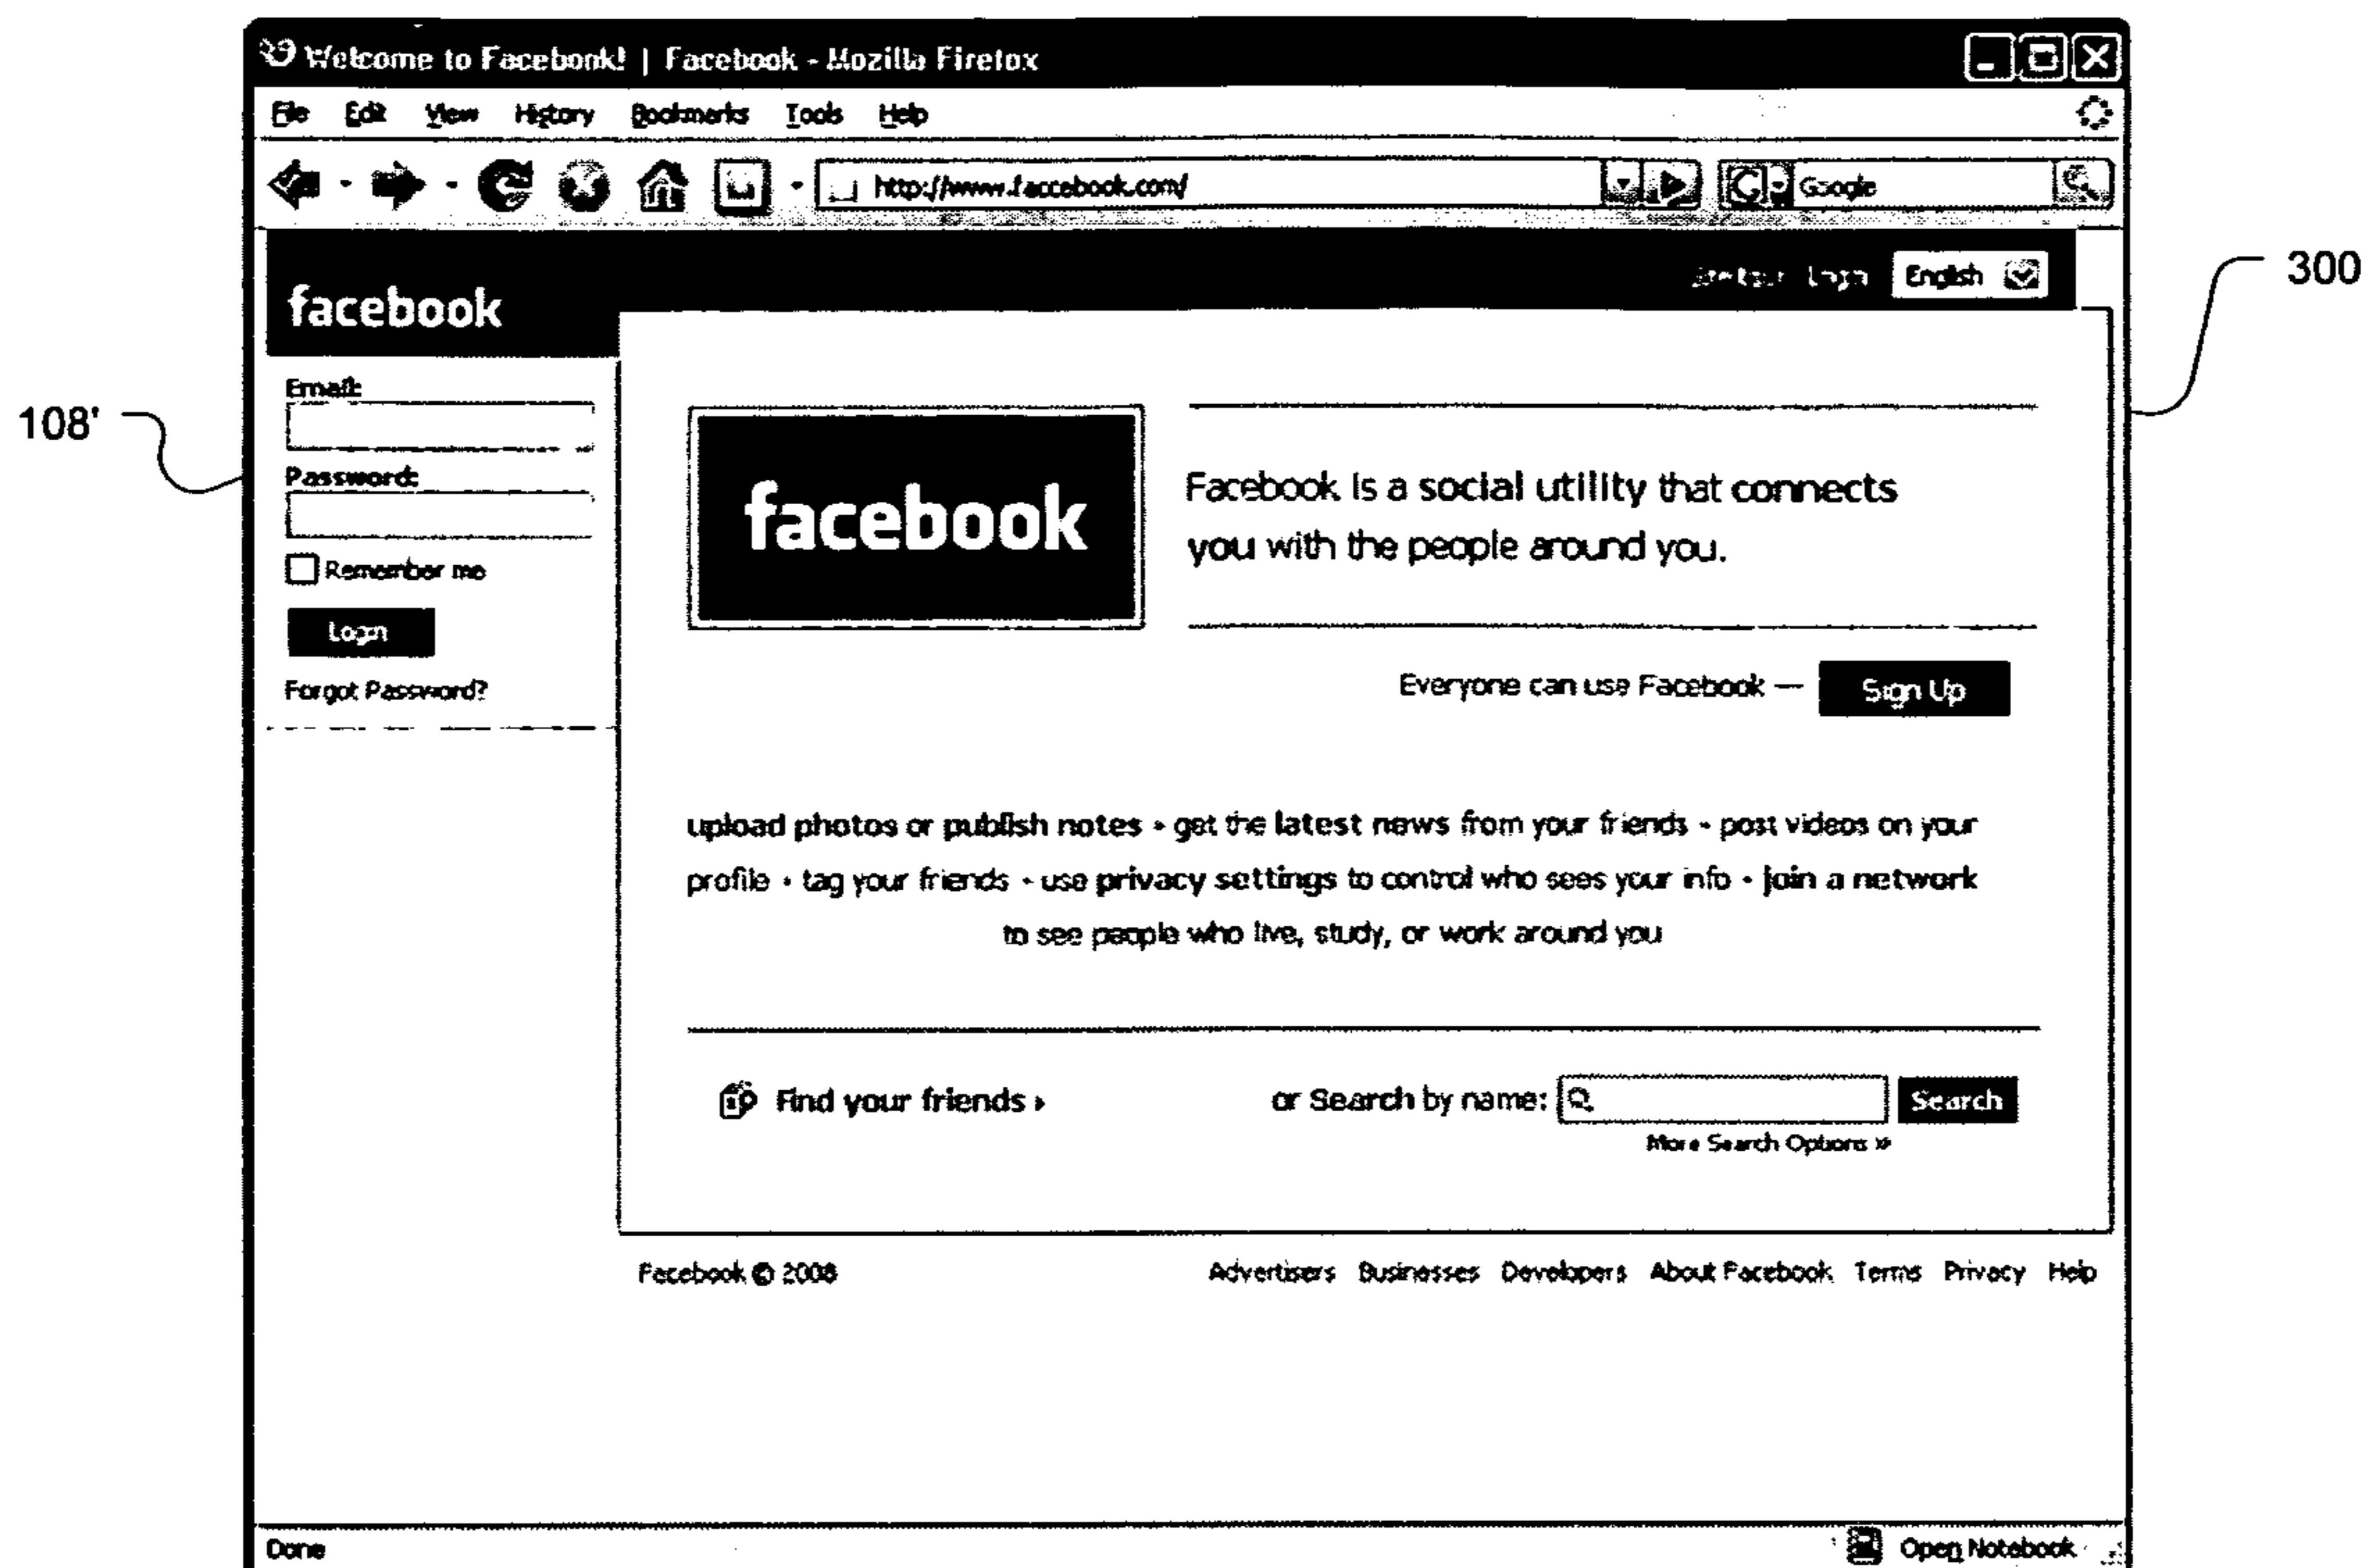 Welcome to Facebook! | Facebook - Mozilla Firefox
File Edit View History Bookmarks Tools Help
http://www.faccebook.com/
Google
Login English
300
facebook
Email:
108'
Password:
facebook
Facebook is a social utility that connects
you with the people around you.
Remember me
Login
Forgot Password?
Everyone can use Facebook — Sign Up
upload photos or publish notes • get the latest news from your friends • post videos on your
profile • tag your friends • use privacy settings to control who sees your info • join a network
to see people who live, study, or work around you
Find your friends ›
or Search by name: Search
More Search Options »
Facebook © 2008
Advertisers Businesses Developers About Facebook Terms Privacy Help
Done
Open Notebook